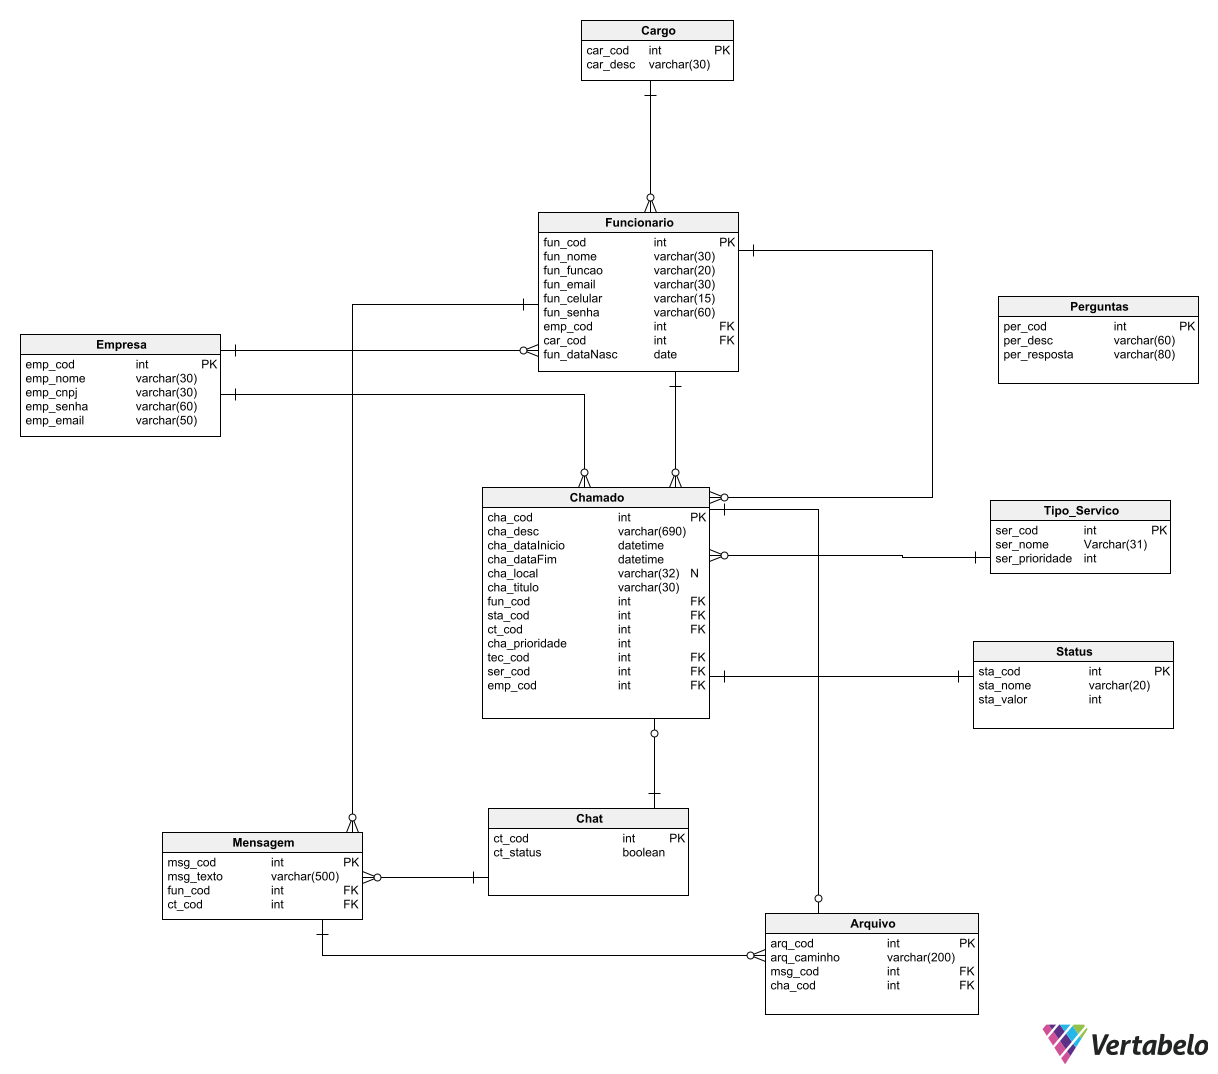 Cargo
car_cod int PK
car_desc varchar(30)
Funcionario
fun_cod int PK
fun_nome varchar(30)
fun_funcao varchar(20)
fun_email varchar(30)
fun_celular varchar(15)
fun_senha varchar(60)
emp_cod int FK
car_cod int FK
fun_dataNasc date
Perguntas
per_cod int PK
per_desc varchar(60)
per_resposta varchar(80)
Empresa
emp_cod int PK
emp_nome varchar(30)
emp_cnpj varchar(30)
emp_senha varchar(60)
emp_email varchar(50)
Chamado
cha_cod int PK
cha_desc varchar(690)
cha_dataInicio datetime
cha_dataFim datetime
cha_local varchar(32) N
cha_titulo varchar(30)
fun_cod int FK
sta_cod int FK
ct_cod int FK
cha_prioridade int
tec_cod int FK
ser_cod int FK
emp_cod int FK
Tipo_Servico
ser_cod int PK
ser_nome Varchar(31)
ser_prioridade int
Status
sta_cod int PK
sta_nome varchar(20)
sta_valor int
Chat
ct_cod int PK
ct_status boolean
Mensagem
msg_cod int PK
msg_texto varchar(500)
fun_cod int FK
ct_cod int FK
Arquivo
arq_cod int PK
arq_caminho varchar(200)
msg_cod int FK
cha_cod int FK
Vertabelo